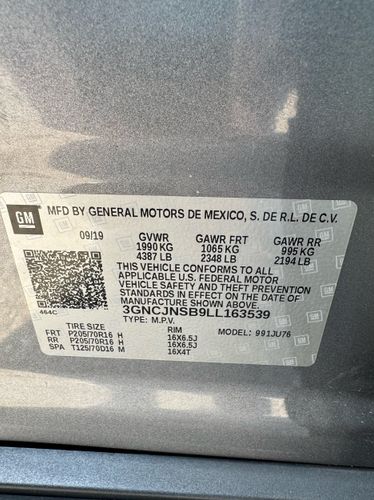 GM
MFD BY GENERAL MOTORS DE MEXICO, S. DE R.L. DE C.V.
09/19 GVWR GAWR FRT GAWR RR
1990 KG 1065 KG 995 KG
4387 LB 2348 LB 2194 LB
THIS VEHICLE CONFORMS TO ALL
APPLICABLE U.S. FEDERAL MOTOR
VEHICLE SAFETY AND THEFT PREVENTION
STANDARDS IN EFFECT ON THE DATE OF
MANUFACTURE SHOWN ABOVE.
464C 3GNCJNSB9LL163539
TYPE: M.P.V.
TIRE SIZE RIM MODEL: 991JU76
FRT P205/70R16 H 16X6.5J
RR P205/70R16 H 16X6.5J
SPA T125/70D16 M 16X4T